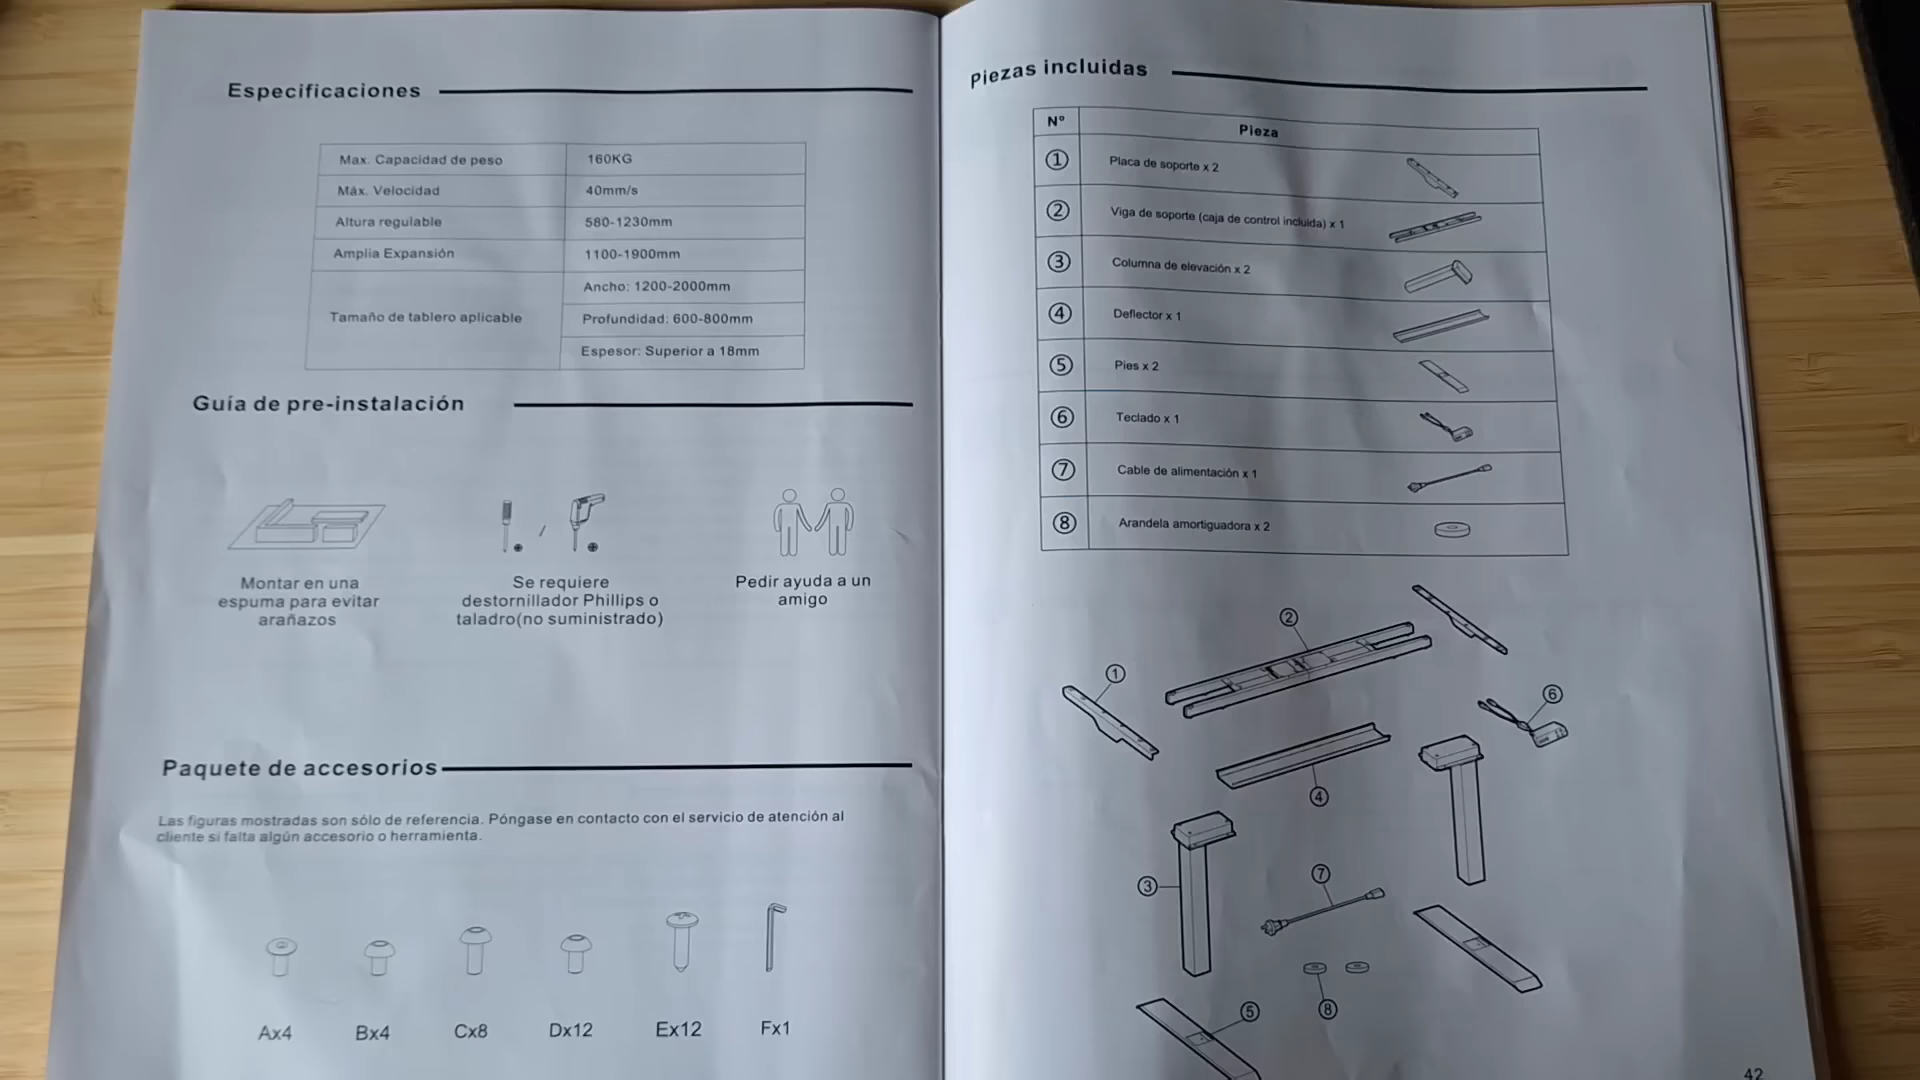 Especificaciones
Max. Capacidad de peso 160KG
Máx. Velocidad 40mm/s
Altura regulable 580-1230mm
Amplia Expansión 1100-1900mm
Tamaño de tablero aplicable
Ancho: 1200-2000mm
Profundidad: 600-800mm
Espesor: Superior a 18mm
Guía de pre-instalación
Montar en una
espuma para evitar
arañazos
Se requiere
destornillador Phillips o
taladro(no suministrado)
Pedir ayuda a un
amigo
Paquete de accesorios
Las figuras mostradas son sólo de referencia. Póngase en contacto con el servicio de atención al
cliente si falta algún accesorio o herramienta.
Ax4 Bx4 Cx8 Dx12 Ex12 Fx1
Piezas incluidas
Nº Pieza
① Placa de soporte x 2
② Viga de soporte (caja de control incluida) x 1
③ Columna de elevación x 2
④ Deflector x 1
⑤ Pies x 2
⑥ Teclado x 1
⑦ Cable de alimentación x 1
⑧ Arandela amortiguadora x 2
②
①
⑥
④
⑦
③
⑧
⑤
42